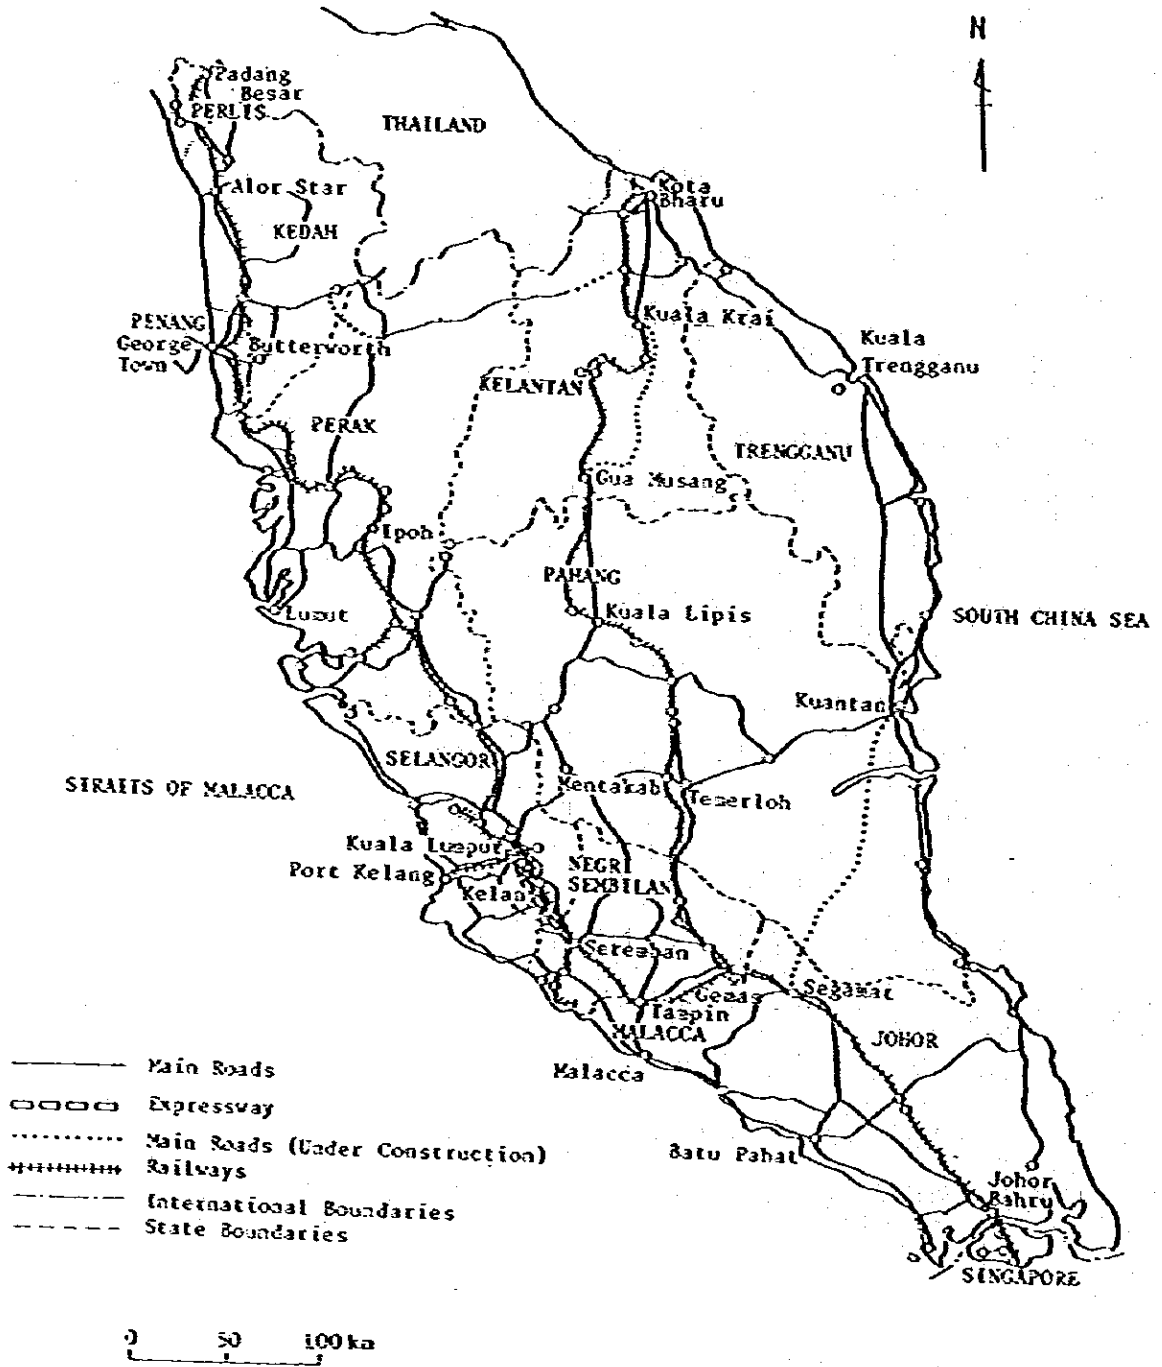 N
Padang
Besar
PERLIS
THAILAND
Alor Star
Kota
Bharu
KEDAH
PENANG
George
Town
Butterworth
Kuala Krai
Kuala
Trengganu
KELANTAN
PERAK
TRENGGANU
Gua Musang
Ipoh
PAHANG
Lumut
Kuala Lipis
SOUTH CHINA SEA
Kuantan
SELANGOR
STRAITS OF MALACCA
Mentakab
Temerloh
Kuala Lumpur
Port Kelang
NEGRI
SEMBILAN
Kelan
Seremban
Gemas
Segamat
Tampin
MALACCA
JOHOR
Malacca
Main Roads
Expressway
Main Roads (Under Construction)
Railways
International Boundaries
State Boundaries
Batu Pahat
Johor
Bahru
SINGAPORE
0 50 100 km